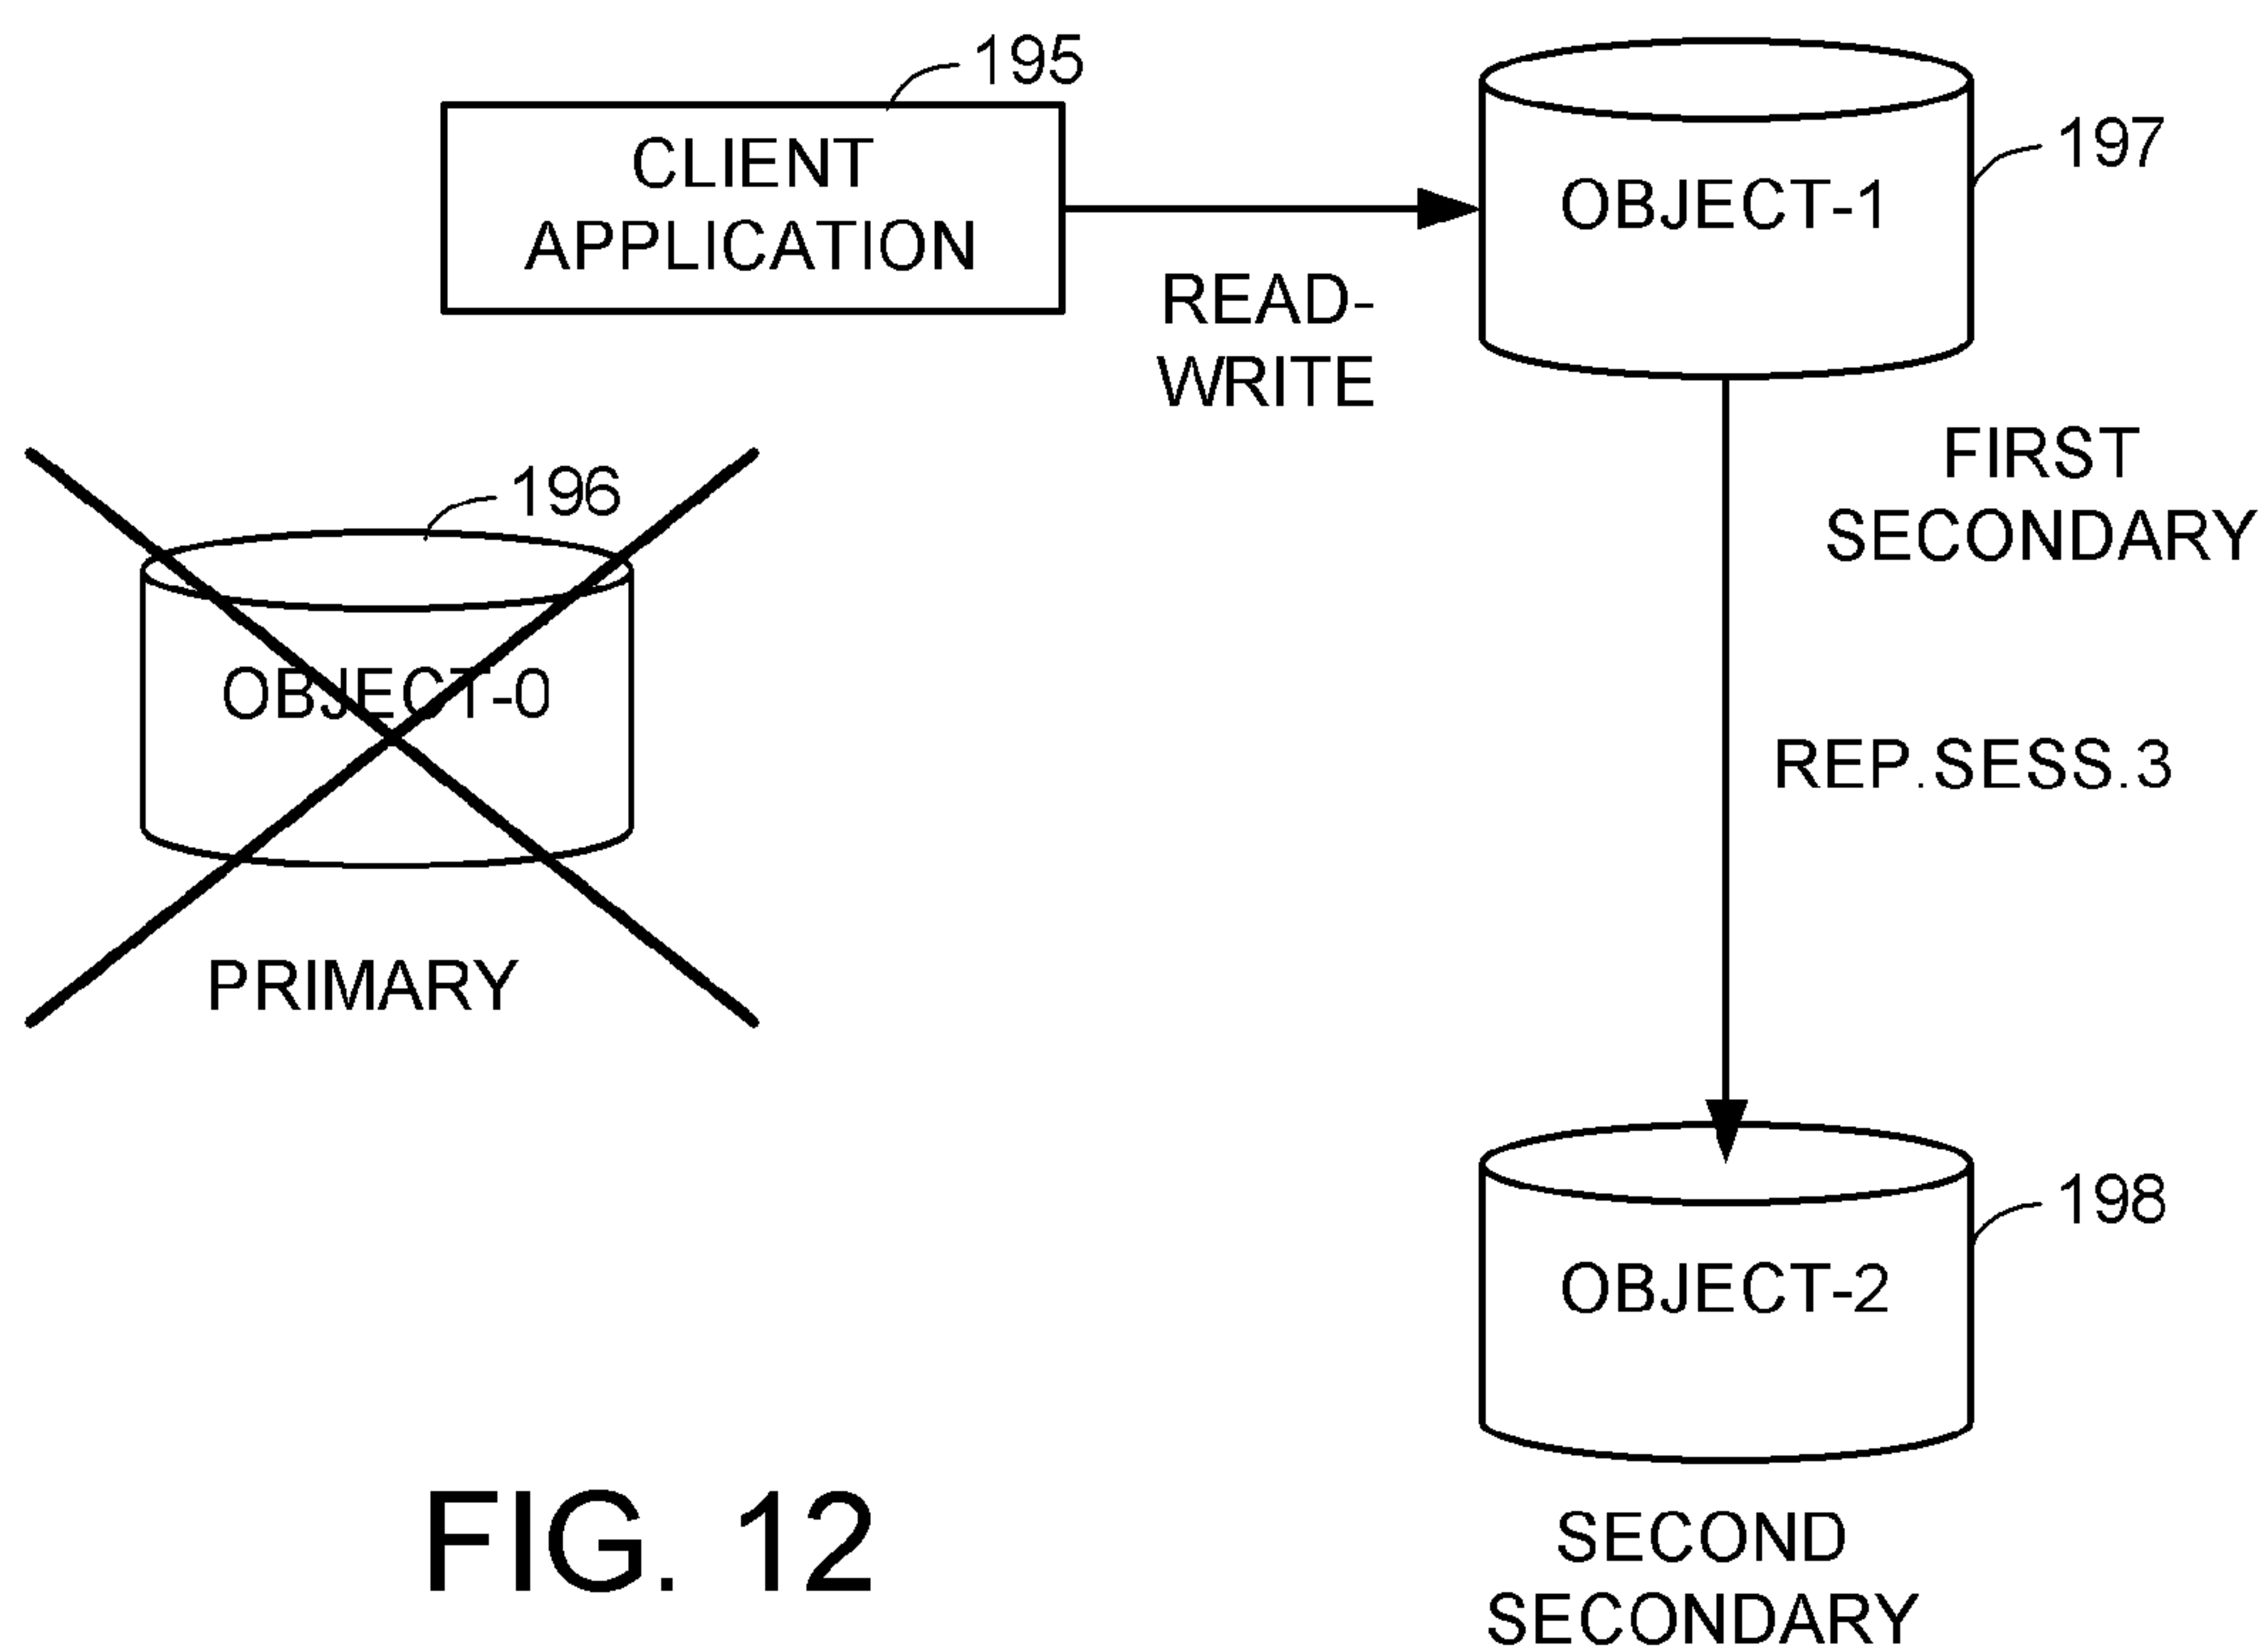 195
CLIENT
APPLICATION
OBJECT-1
197
READ-
WRITE
FIRST
SECONDARY
196
OBJECT-0
PRIMARY
REP.SESS.3
198
OBJECT-2
SECOND
SECONDARY
FIG. 12